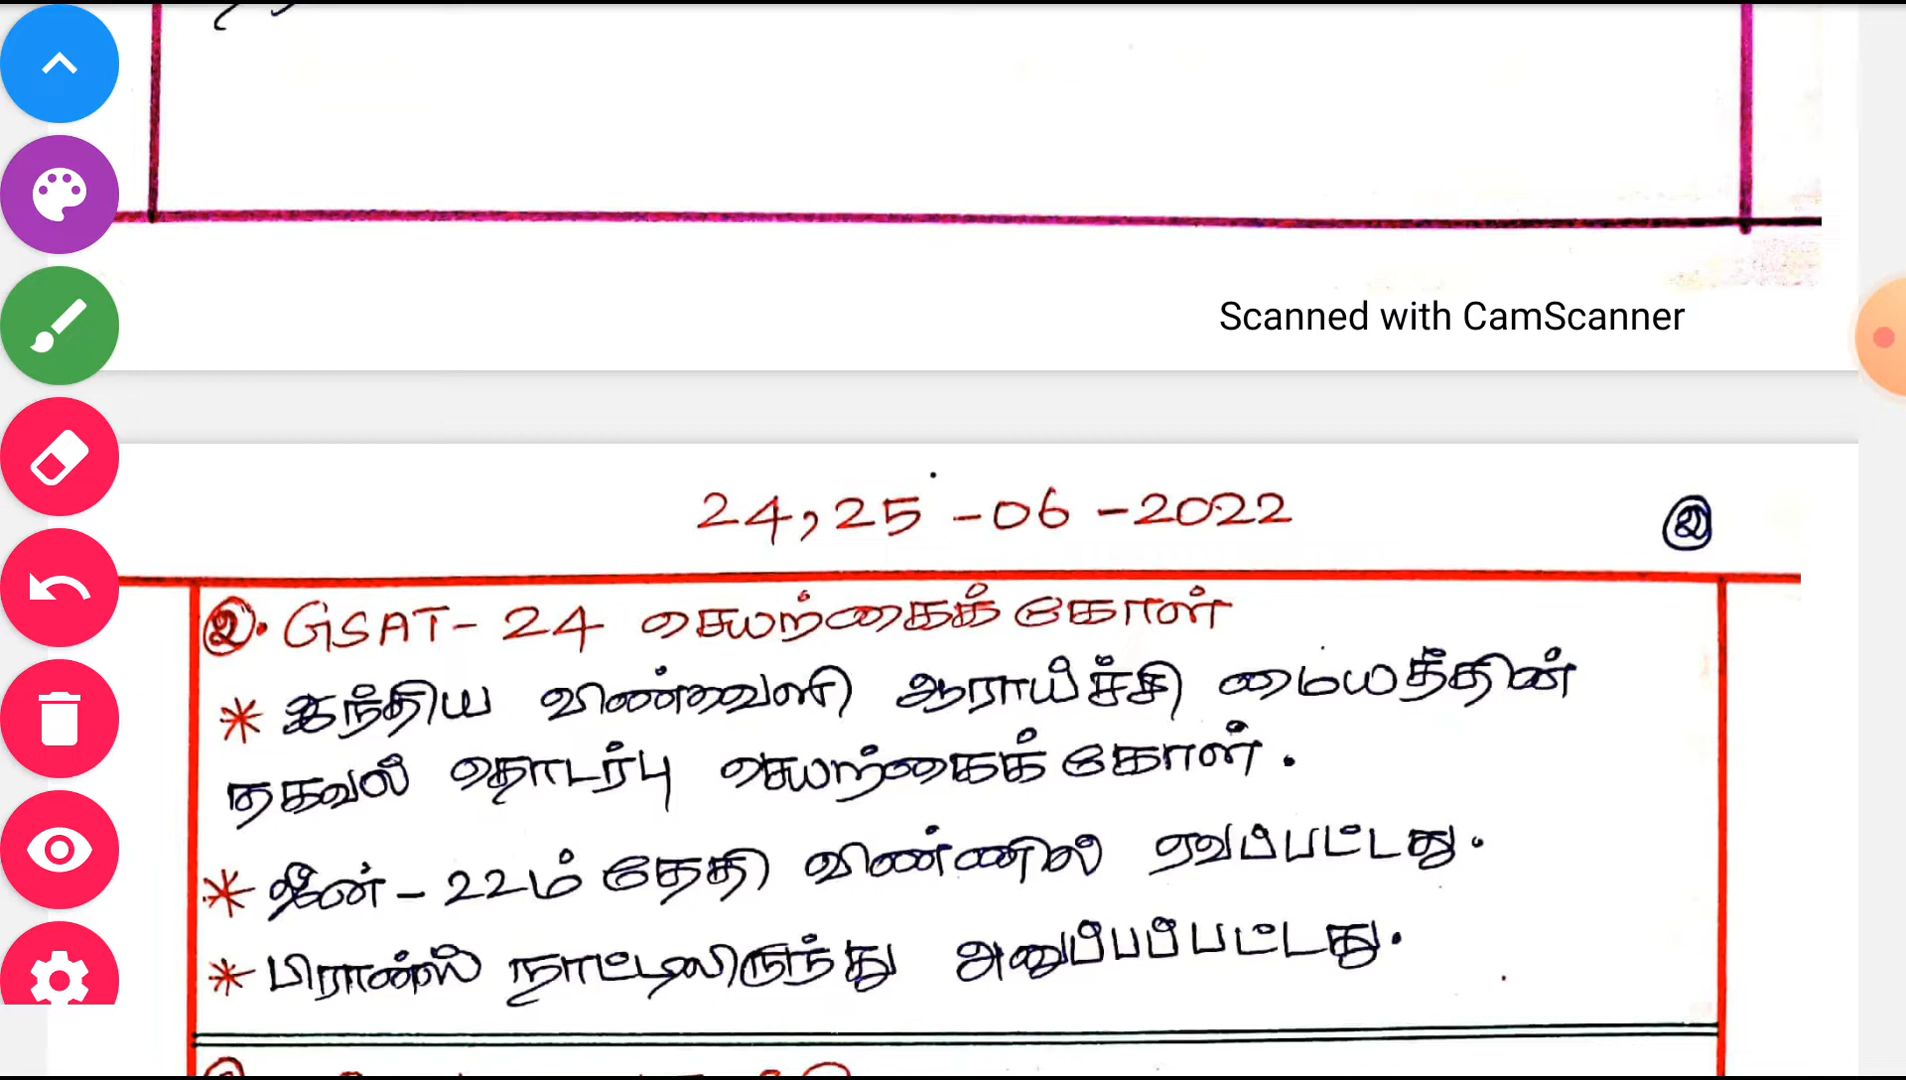 Scanned with CamScanner
24, 25 - 06 - 2022
2
2. GSAT - 24 செயற்கைக்கோள்
* இந்திய விண்வெளி ஆராய்ச்சி மையத்தின்
தகவல் தொடர்பு செயற்கைக்கோள்.
* ஜூன் - 22ம் தேதி விண்ணில் ஏவப்பட்டது.
* பிரான்ஸ் நாட்டிலிருந்து அனுப்பப்பட்டது.